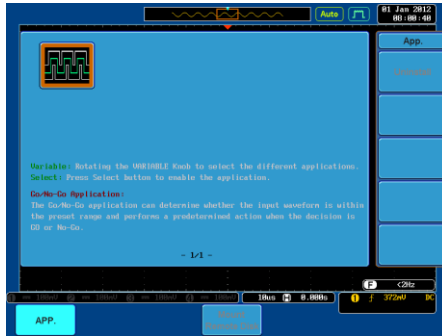 Auto
01 Jan 2012
00:00:40
App.
Variable: Rotating the VARIABLE Knob to select the different applications.
Select: Press Select button to enable the application.
Go/No-Go Application:
The Go/No-Go application can determine whether the input waveform is within
the preset range and performs a predetermined action when the decision is
GO or No-Go.
- 1/1 -
F <2Hz
10us H 0.000s
1 f 372mV DC
APP.